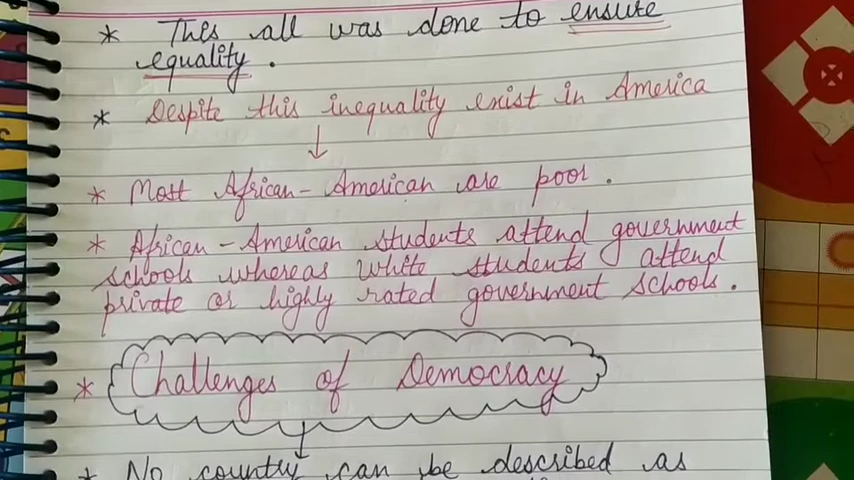 * This all was done to ensure
equality.
* Despite this inequality exist in America
↓
* Most African-American are poor.
* African-American students attend government
schools whereas white students attend
private or highly rated government schools.
* Challenges of Democracy
* No country can be described as